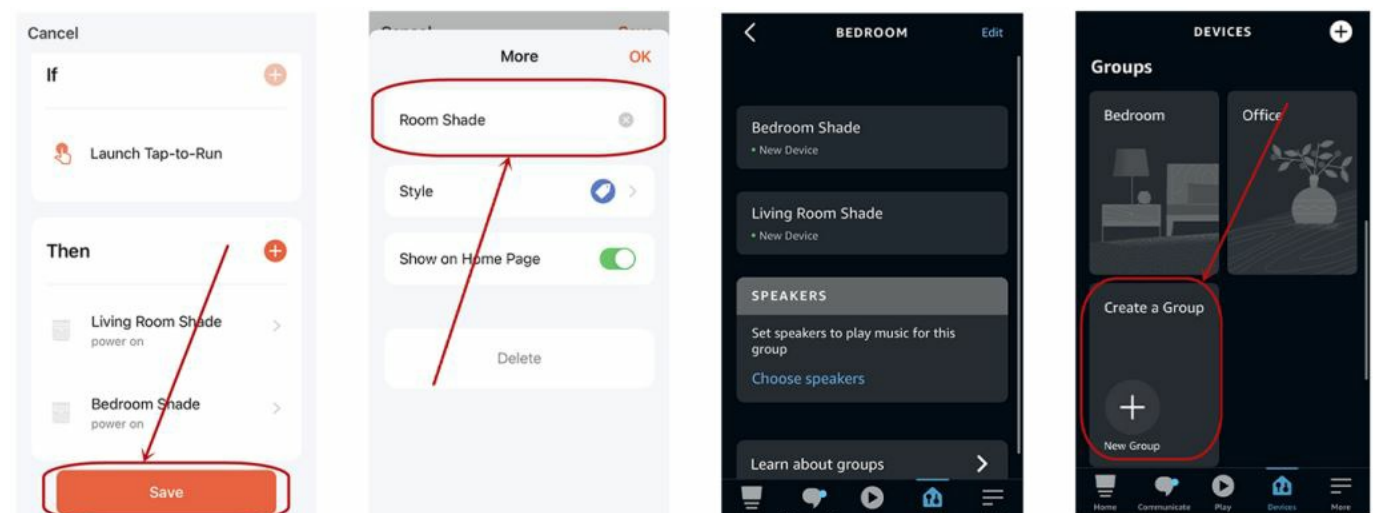 Cancel
If
Launch Tap-to-Run
Then
Living Room Shade
power on
Bedroom Shade
power on
Save
More
OK
Room Shade
Style
Show on Home Page
Delete
BEDROOM
Edit
Bedroom Shade
• New Device
Living Room Shade
• New Device
SPEAKERS
Set speakers to play music for this
group
Choose speakers
Learn about groups
DEVICES
Groups
Bedroom
Office
Create a Group
New Group
Home
Communicate
Play
Devices
More